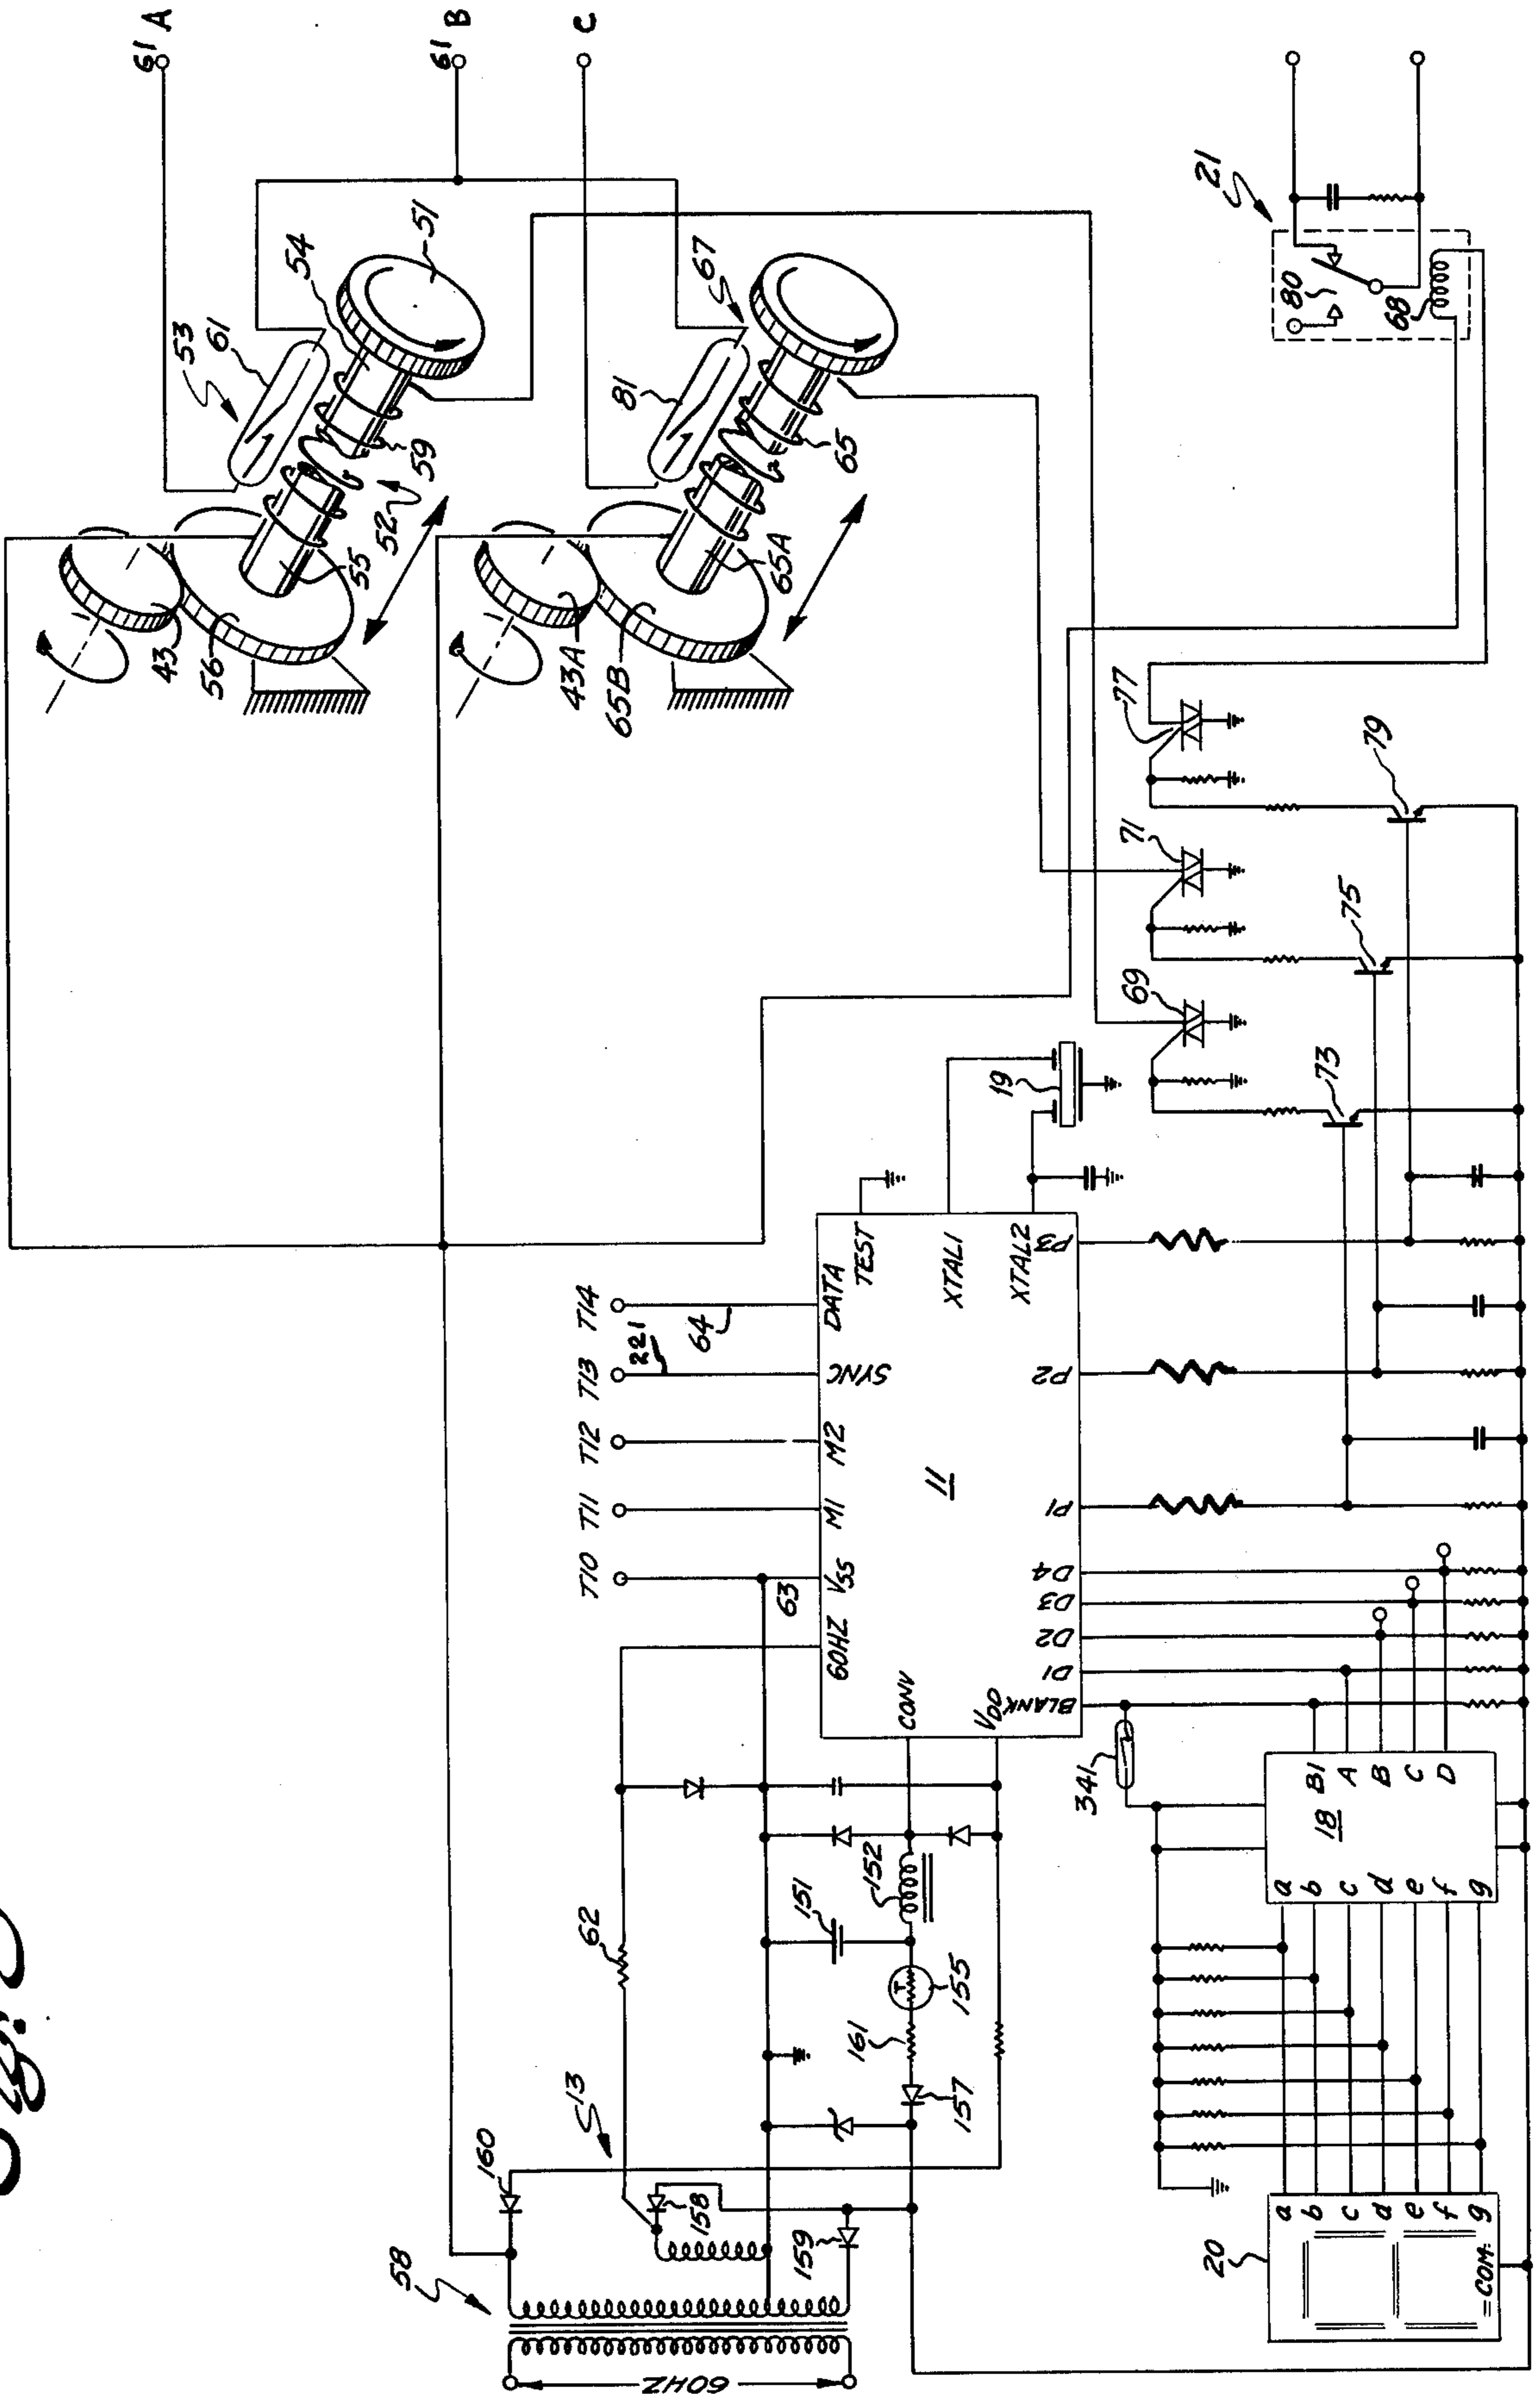 61 A
61 B
C
53
61
54
51
59
52
55
43
56
67
81
65
65A
43A
65B
21
80
68
77
79
71
75
69
73
19
T10
T11
T12
T13
T14
221
64
63
60HZ
VSS
M1
M2
SYNC
DATA
TEST
XTAL1
XTAL2
CONV
VDD
11
BLANK
D1
D2
D3
D4
P1
P2
P3
62
13
151
152
155
161
157
160
158
159
58
60HZ
341
18
B1
A
B
C
D
a
b
c
d
e
f
g
20
a
b
c
d
e
f
g
COM.